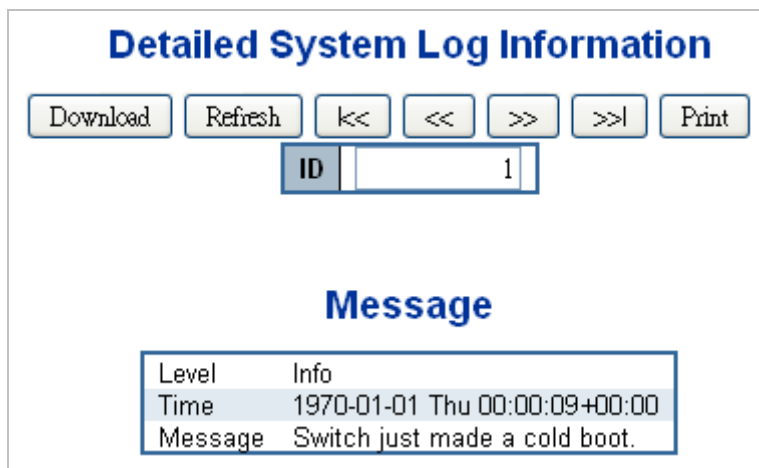 Detailed System Log Information
Download Refresh |<< << >> >>| Print
ID 1
Message
Level Info
Time 1970-01-01 Thu 00:00:09+00:00
Message Switch just made a cold boot.